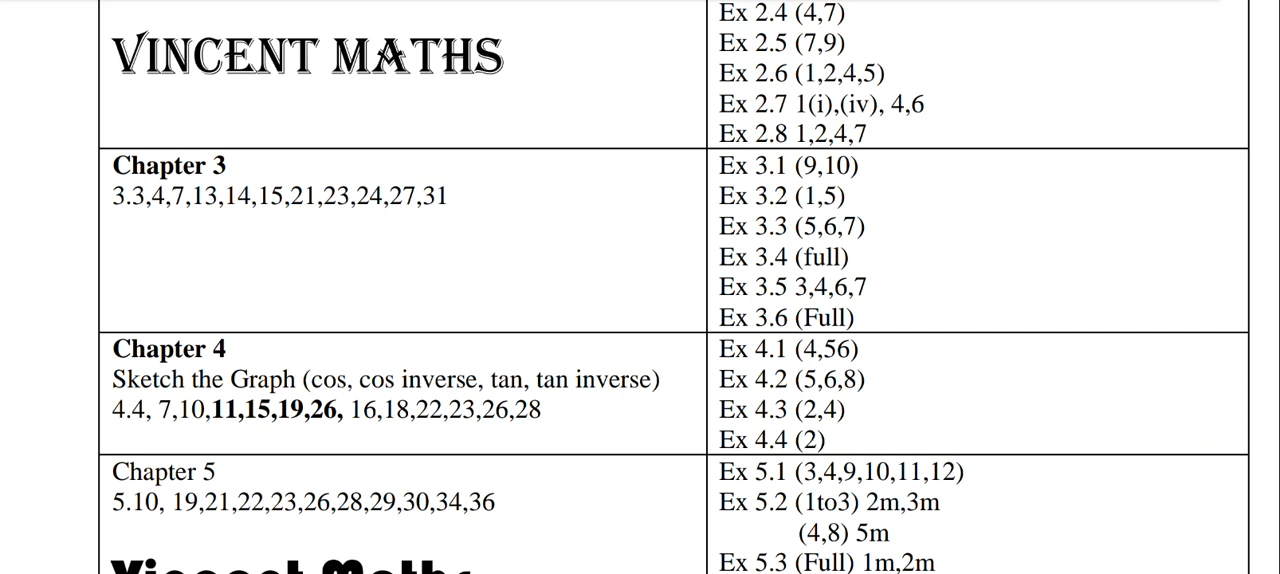 VINCENT MATHS
Ex 2.4 (4,7)
Ex 2.5 (7,9)
Ex 2.6 (1,2,4,5)
Ex 2.7 1(i),(iv), 4,6
Ex 2.8 1,2,4,7
Chapter 3
3.3,4,7,13,14,15,21,23,24,27,31
Ex 3.1 (9,10)
Ex 3.2 (1,5)
Ex 3.3 (5,6,7)
Ex 3.4 (full)
Ex 3.5 3,4,6,7
Ex 3.6 (Full)
Chapter 4
Sketch the Graph (cos, cos inverse, tan, tan inverse)
4.4, 7,10,11,15,19,26, 16,18,22,23,26,28
Ex 4.1 (4,56)
Ex 4.2 (5,6,8)
Ex 4.3 (2,4)
Ex 4.4 (2)
Chapter 5
5.10, 19,21,22,23,26,28,29,30,34,36
Vincent Maths
Ex 5.1 (3,4,9,10,11,12)
Ex 5.2 (1to3) 2m,3m
(4,8) 5m
Ex 5.3 (Full) 1m,2m